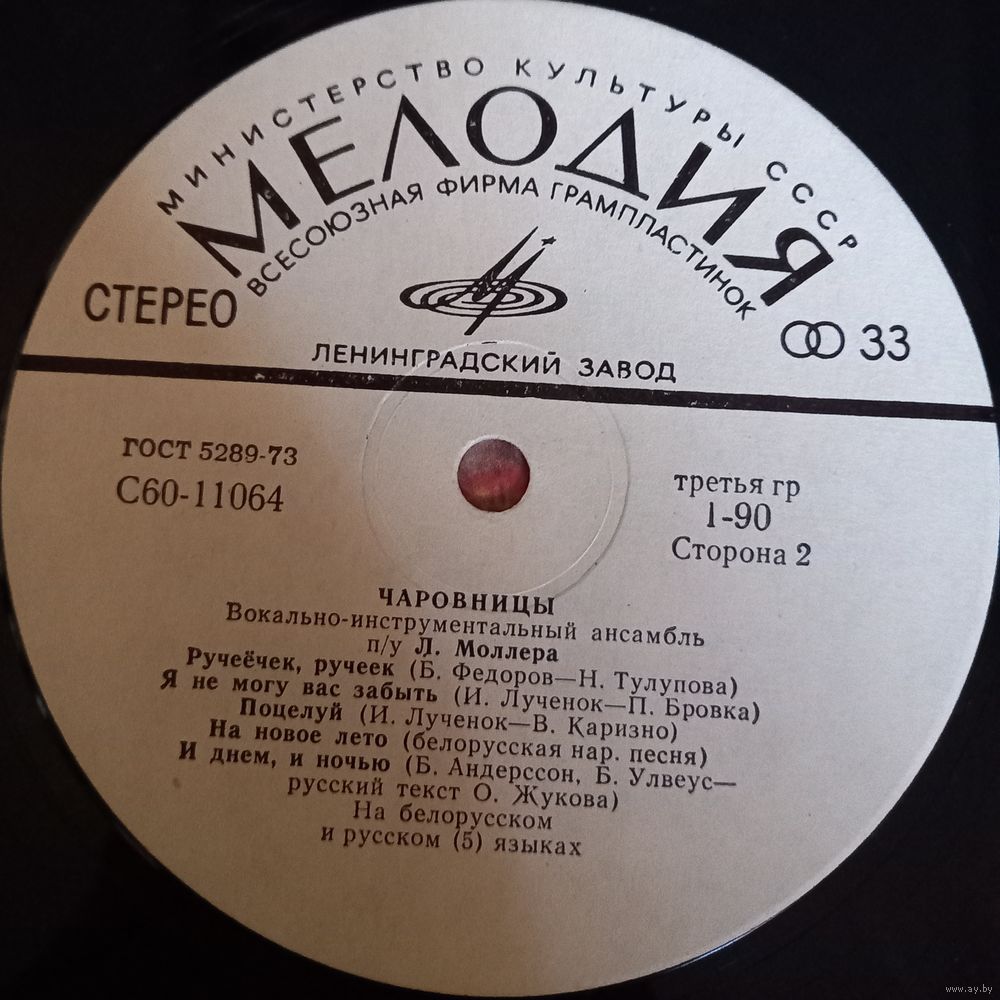 МИНИСТЕРСТВО КУЛЬТУРЫ СССР
МЕЛОДИЯ
ВСЕСОЮЗНАЯ ФИРМА ГРАМПЛАСТИНОК
СТЕРЕО
33
ЛЕНИНГРАДСКИЙ ЗАВОД
ГОСТ 5289-73
С60-11064
третья гр
1-90
Сторона 2
ЧАРОВНИЦЫ
Вокально-инструментальный ансамбль
п/у Л. Моллера
Ручеёчек, ручеек (Б. Федоров—Н. Тулупова)
Я не могу вас забыть (И. Лученок—П. Бровка)
Поцелуй (И. Лученок—В. Каризно)
На новое лето (белорусская нар. песня)
И днем, и ночью (Б. Андерссон, Б. Улвеус—
русский текст О. Жукова)
На белорусском
и русском (5) языках
www.ay.by